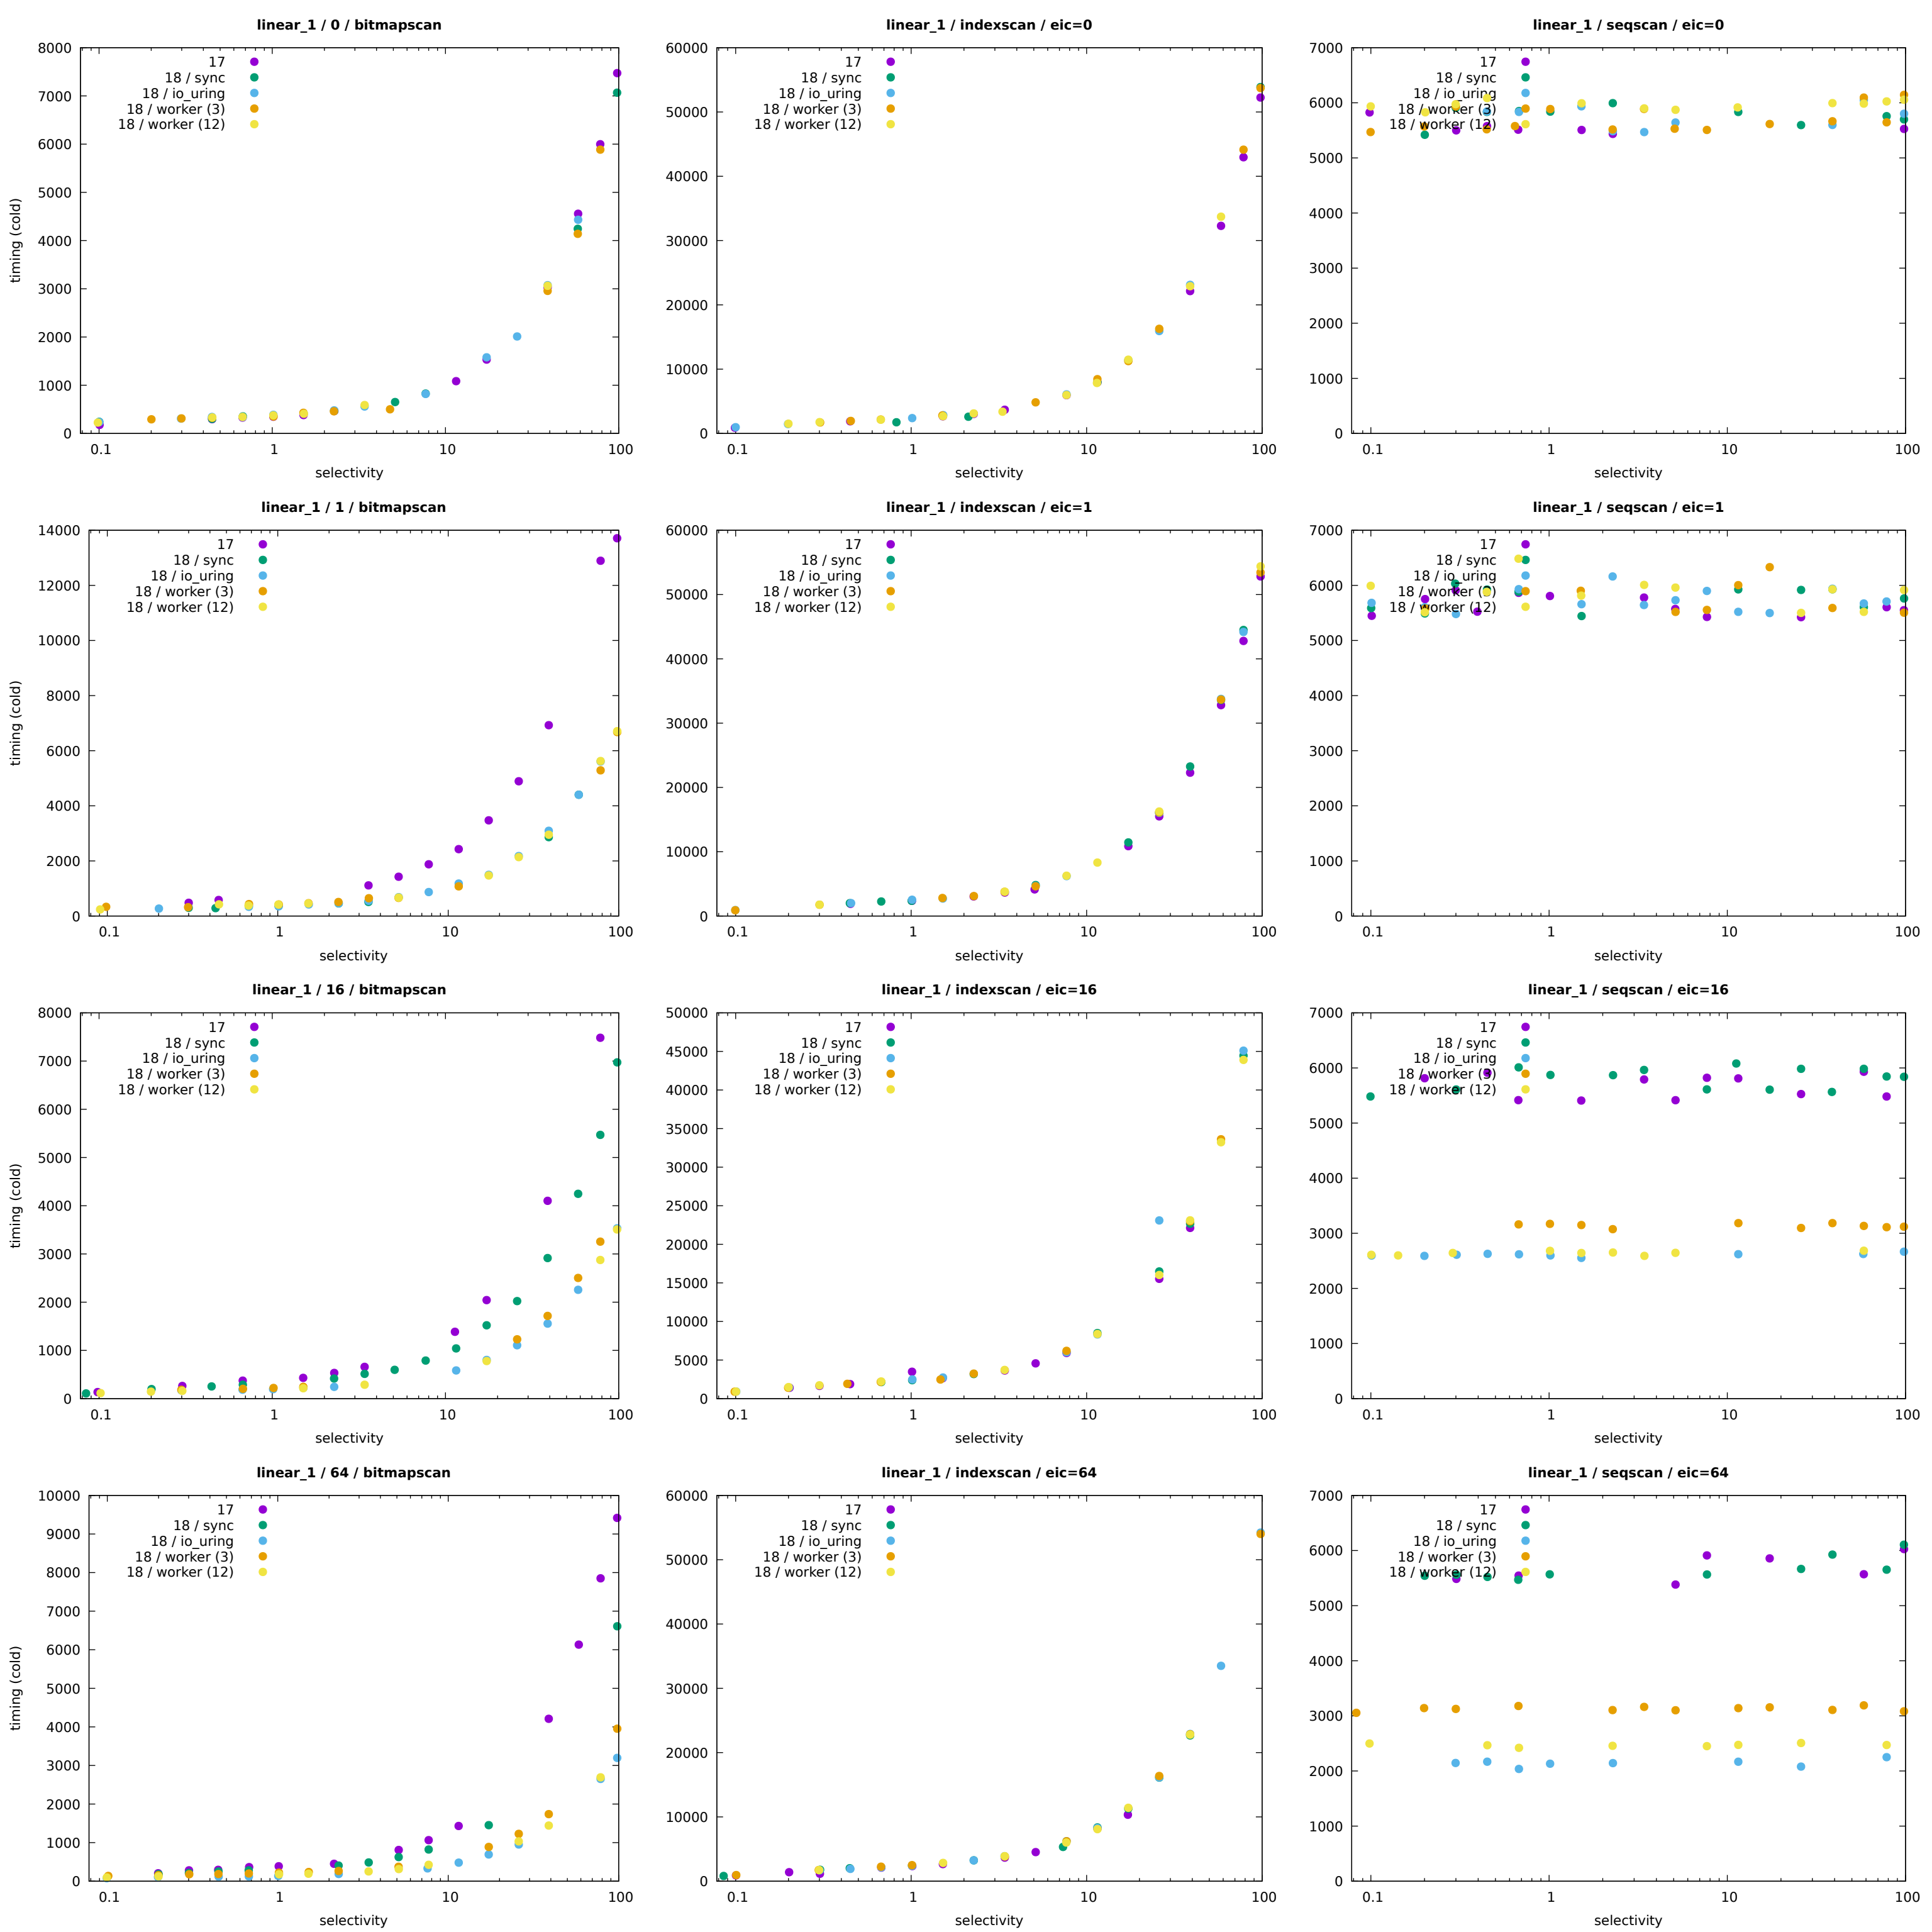 linear_1 / 0 / bitmapscan
8000
7000
6000
5000
4000
3000
2000
1000
0
timing (cold)
17
18 / sync
18 / io_uring
18 / worker (3)
18 / worker (12)
0.1 1 10 100
selectivity
linear_1 / indexscan / eic=0
60000
50000
40000
30000
20000
10000
0
17
18 / sync
18 / io_uring
18 / worker (3)
18 / worker (12)
0.1 1 10 100
selectivity
linear_1 / seqscan / eic=0
7000
6000
5000
4000
3000
2000
1000
0
17
18 / sync
18 / io_uring
18 / worker (3)
18 / worker (12)
0.1 1 10 100
selectivity
linear_1 / 1 / bitmapscan
14000
12000
10000
8000
6000
4000
2000
0
timing (cold)
17
18 / sync
18 / io_uring
18 / worker (3)
18 / worker (12)
0.1 1 10 100
selectivity
linear_1 / indexscan / eic=1
60000
50000
40000
30000
20000
10000
0
17
18 / sync
18 / io_uring
18 / worker (3)
18 / worker (12)
0.1 1 10 100
selectivity
linear_1 / seqscan / eic=1
7000
6000
5000
4000
3000
2000
1000
0
17
18 / sync
18 / io_uring
18 / worker (3)
18 / worker (12)
0.1 1 10 100
selectivity
linear_1 / 16 / bitmapscan
8000
7000
6000
5000
4000
3000
2000
1000
0
timing (cold)
17
18 / sync
18 / io_uring
18 / worker (3)
18 / worker (12)
0.1 1 10 100
selectivity
linear_1 / indexscan / eic=16
50000
45000
40000
35000
30000
25000
20000
15000
10000
5000
0
17
18 / sync
18 / io_uring
18 / worker (3)
18 / worker (12)
0.1 1 10 100
selectivity
linear_1 / seqscan / eic=16
7000
6000
5000
4000
3000
2000
1000
0
17
18 / sync
18 / io_uring
18 / worker (3)
18 / worker (12)
0.1 1 10 100
selectivity
linear_1 / 64 / bitmapscan
10000
9000
8000
7000
6000
5000
4000
3000
2000
1000
0
timing (cold)
17
18 / sync
18 / io_uring
18 / worker (3)
18 / worker (12)
0.1 1 10 100
selectivity
linear_1 / indexscan / eic=64
60000
50000
40000
30000
20000
10000
0
17
18 / sync
18 / io_uring
18 / worker (3)
18 / worker (12)
0.1 1 10 100
selectivity
linear_1 / seqscan / eic=64
7000
6000
5000
4000
3000
2000
1000
0
17
18 / sync
18 / io_uring
18 / worker (3)
18 / worker (12)
0.1 1 10 100
selectivity